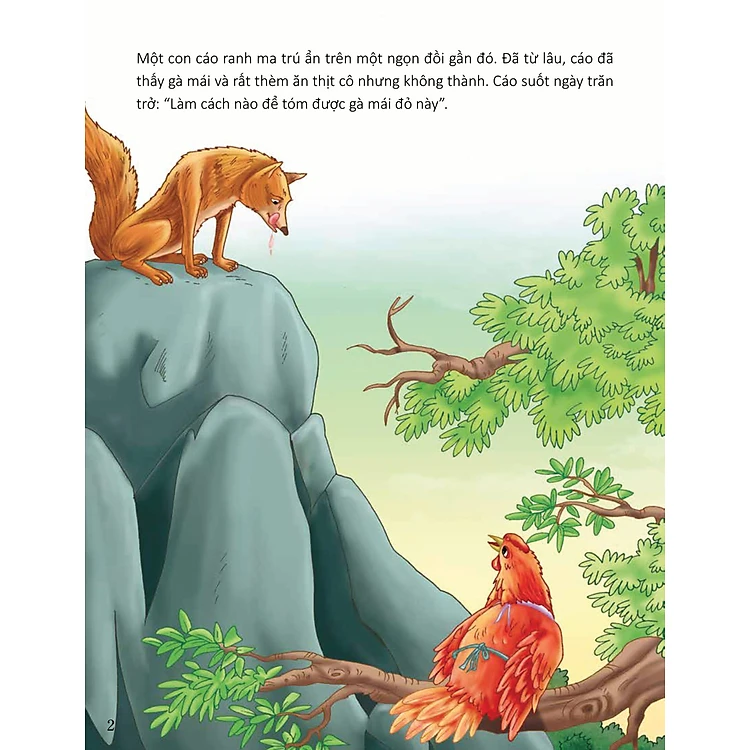 Một con cáo ranh ma trú ẩn trên một ngọn đồi gần đó. Đã từ lâu, cáo đã
thấy gà mái và rất thèm ăn thịt cô nhưng không thành. Cáo suốt ngày trăn
trở: “Làm cách nào để tóm được gà mái đỏ này”.
2